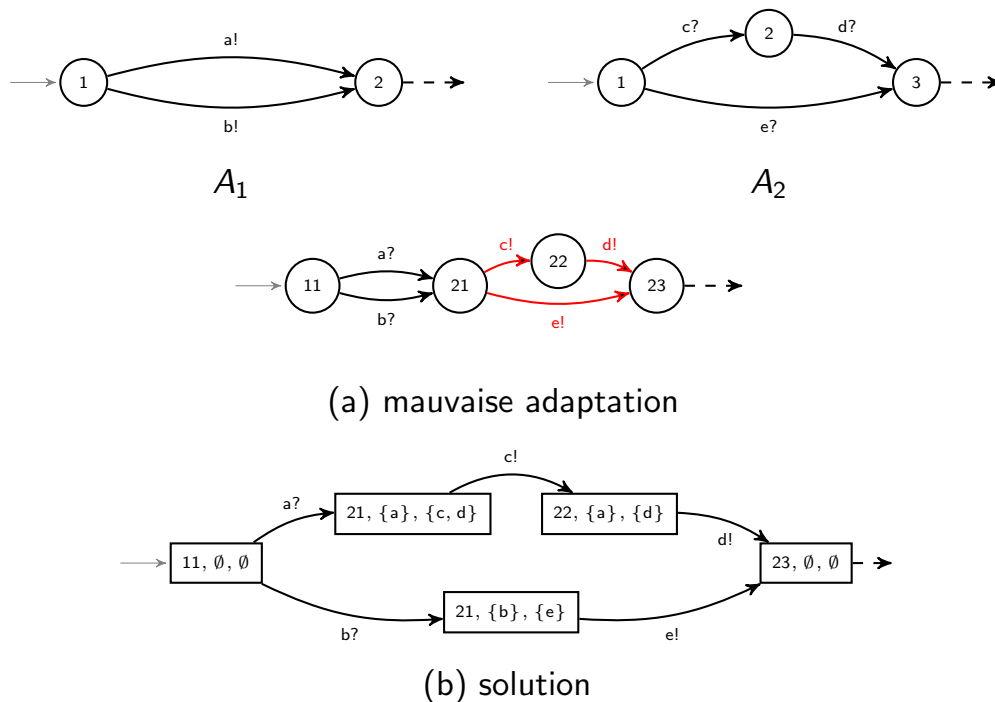 a! c? 2 d?
1 2 1 3
b! e?
A1 A2
c! 22 d!
a?
11 21 23
b? e!
(a) mauvaise adaptation
c!
a? 21, {a}, {c, d} 22, {a}, {d}
d!
11, ∅, ∅ 23, ∅, ∅
21, {b}, {e}
b? e!
(b) solution